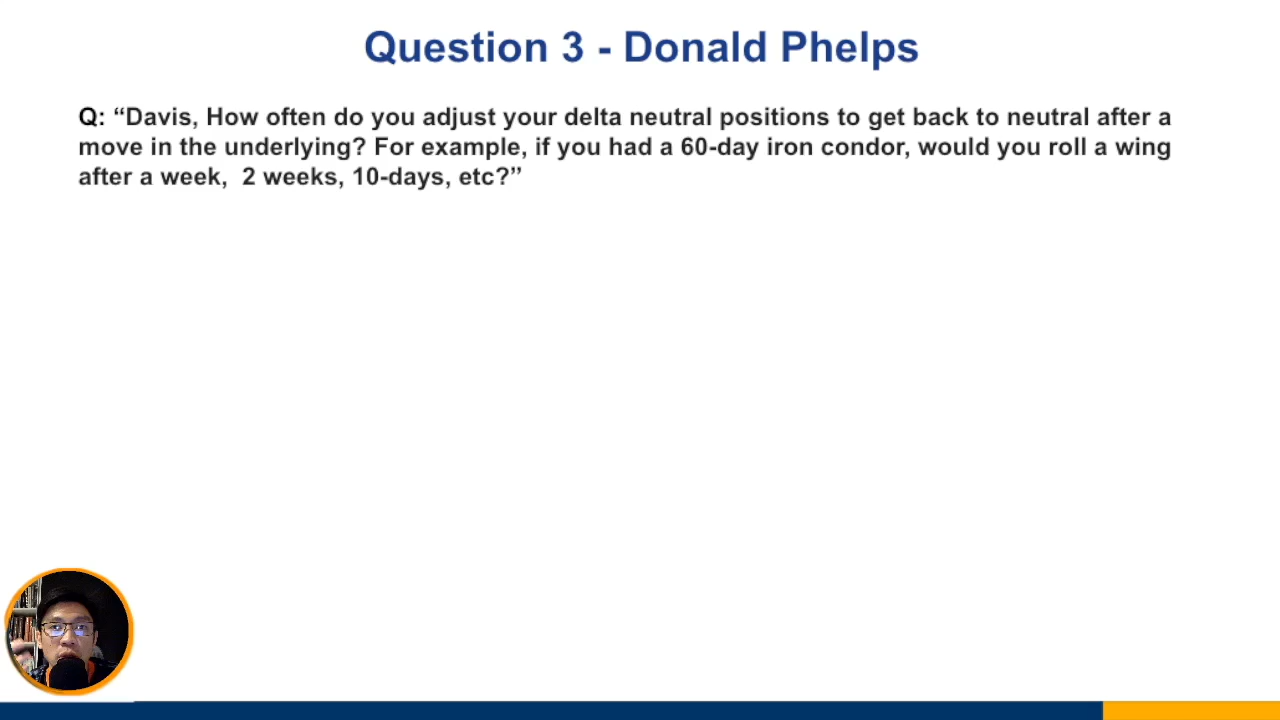 Question 3 - Donald Phelps
Q: “Davis, How often do you adjust your delta neutral positions to get back to neutral after a
move in the underlying? For example, if you had a 60-day iron condor, would you roll a wing
after a week,  2 weeks, 10-days, etc?”